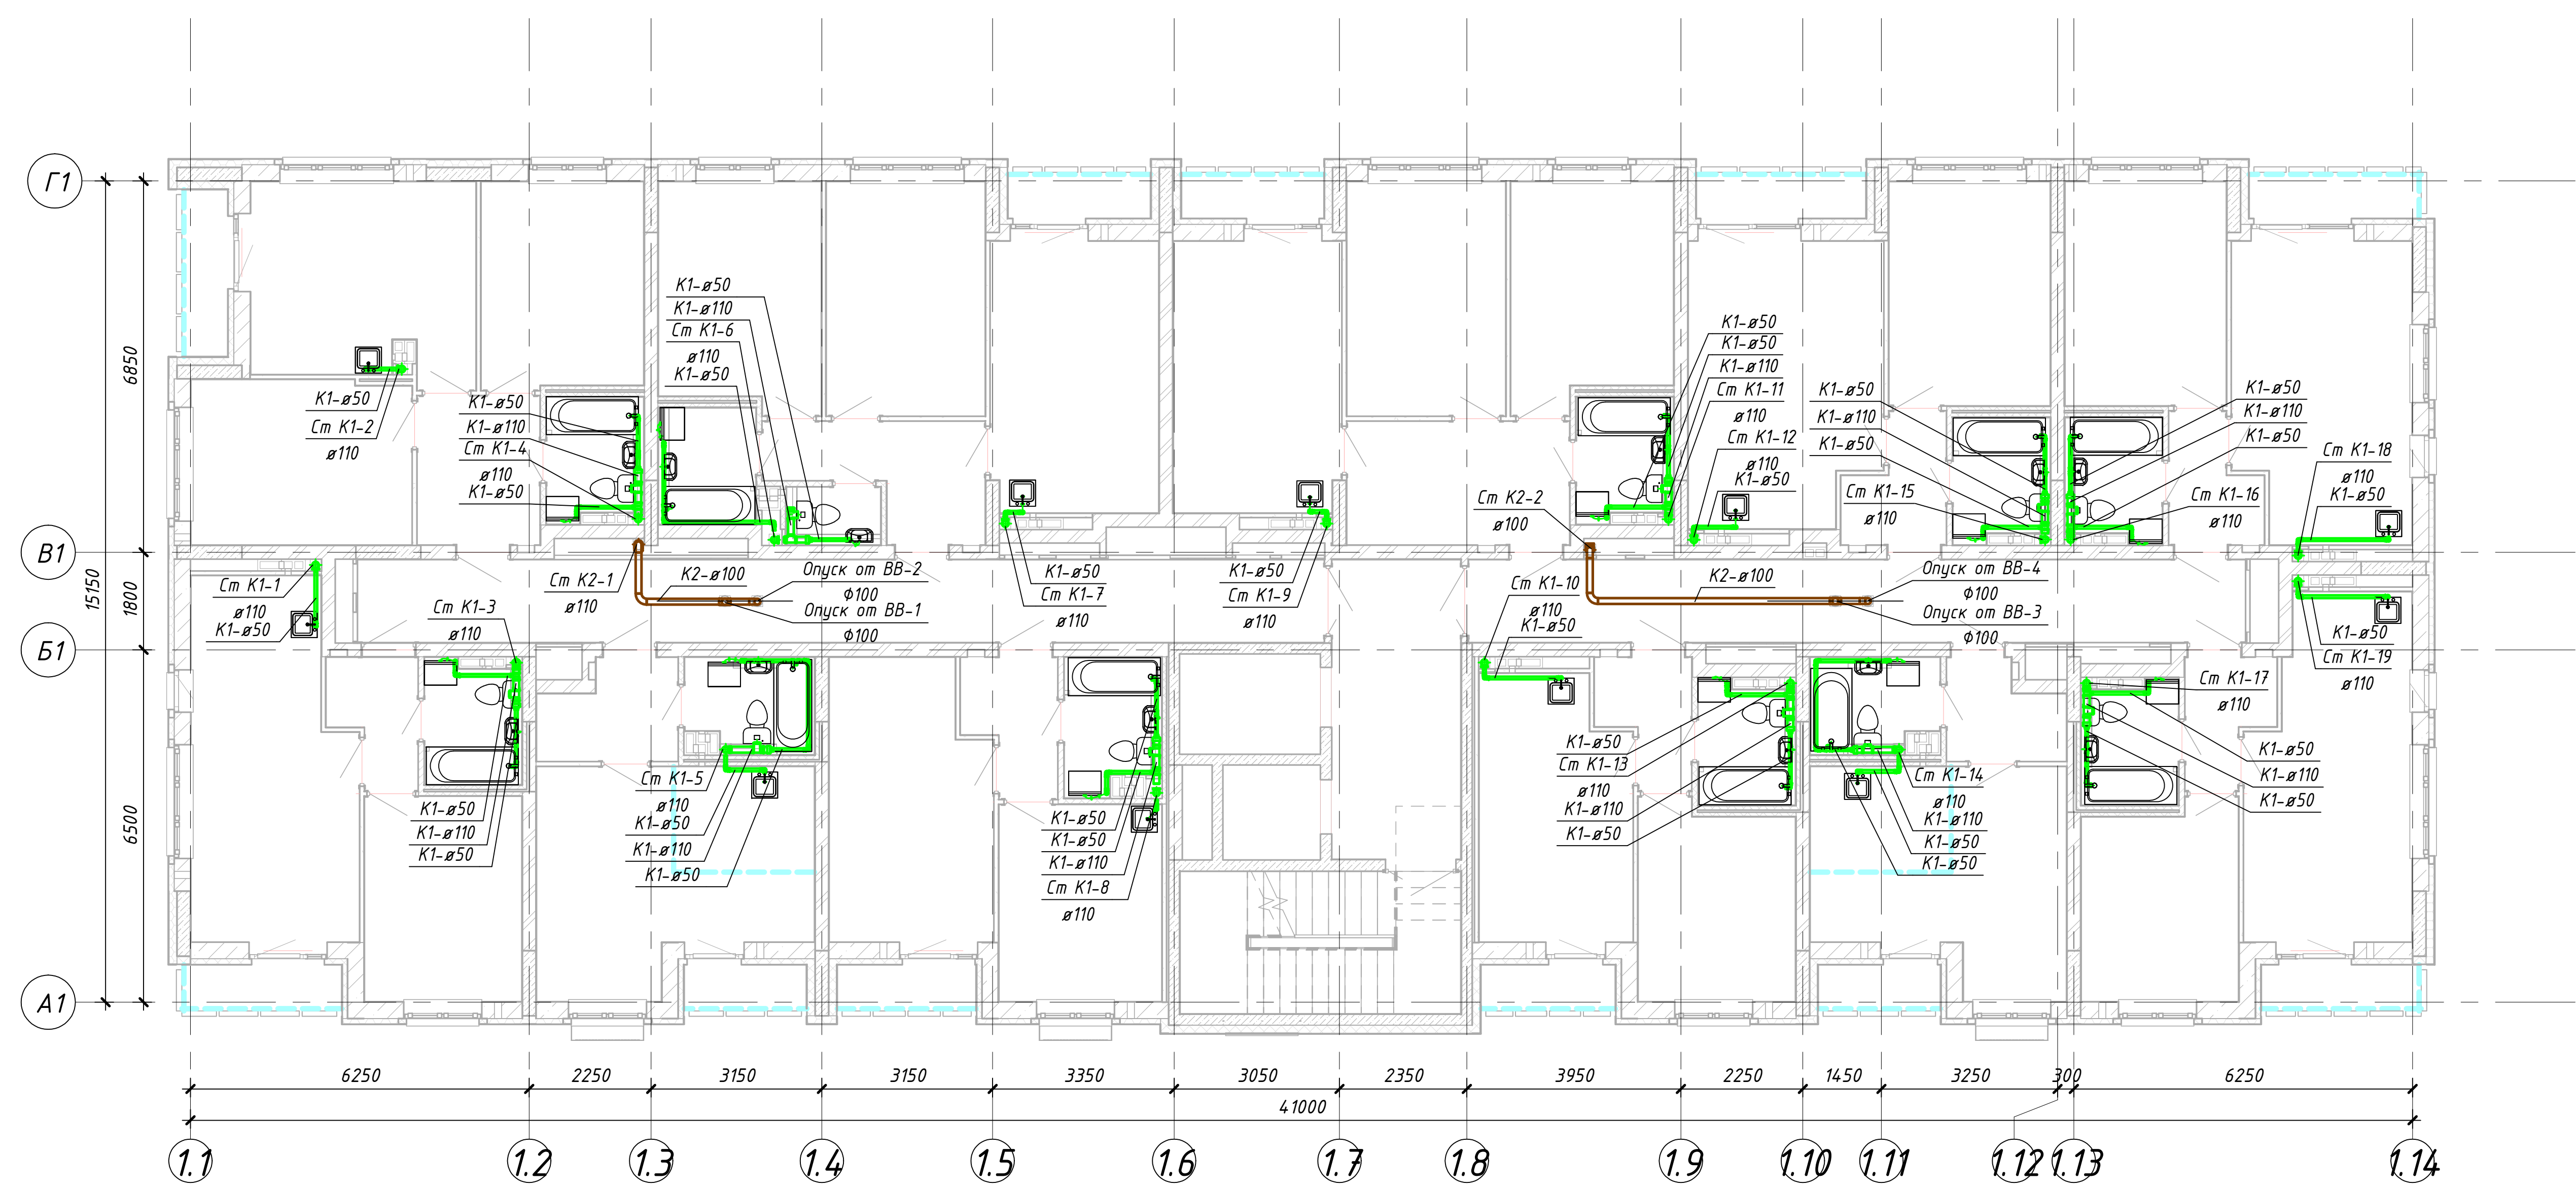 К1-ø50
К1-ø110
Ст К1-6
ø110
К1-ø50
К1-ø50
Ст К1-2
ø110
К1-ø50
К1-ø110
Ст К1-4
ø110
К1-ø50
К1-ø50
К1-ø50
К1-ø110
Ст К1-11
ø110
Ст К1-12
ø110
К1-ø50
Ст К2-2
ø100
К1-ø50
К1-ø110
К1-ø50
Ст К1-15
ø110
К1-ø50
К1-ø110
К1-ø50
Ст К1-16
ø110
Ст К1-18
ø110
К1-ø50
Г1
В1
Б1
А1
6850
1800
6500
15150
Ст К1-1
ø110
К1-ø50
Ст К1-3
ø110
Ст К2-1
ø110
К2-ø100
Опуск от ВВ-2
Ф100
Опуск от ВВ-1
Ф100
К1-ø50
Ст К1-7
ø110
К1-ø50
Ст К1-9
ø110
Ст К1-10
ø110
К1-ø50
К2-ø100
Опуск от ВВ-4
Ф100
Опуск от ВВ-3
Ф100
К1-ø50
Ст К1-19
ø110
Ст К1-17
ø110
К1-ø50
К1-ø110
К1-ø50
К1-ø50
К1-ø110
К1-ø50
Ст К1-5
ø110
К1-ø50
К1-ø110
К1-ø50
К1-ø50
К1-ø50
К1-ø110
Ст К1-8
ø110
К1-ø50
Ст К1-13
ø110
К1-ø110
К1-ø50
Ст К1-14
ø110
К1-ø110
К1-ø50
К1-ø50
6250 2250 3150 3150 3350 3050 2350 3950 2250 1450 3250 300 6250
41000
1.1 1.2 1.3 1.4 1.5 1.6 1.7 1.8 1.9 1.10 1.11 1.12 1.13 1.14